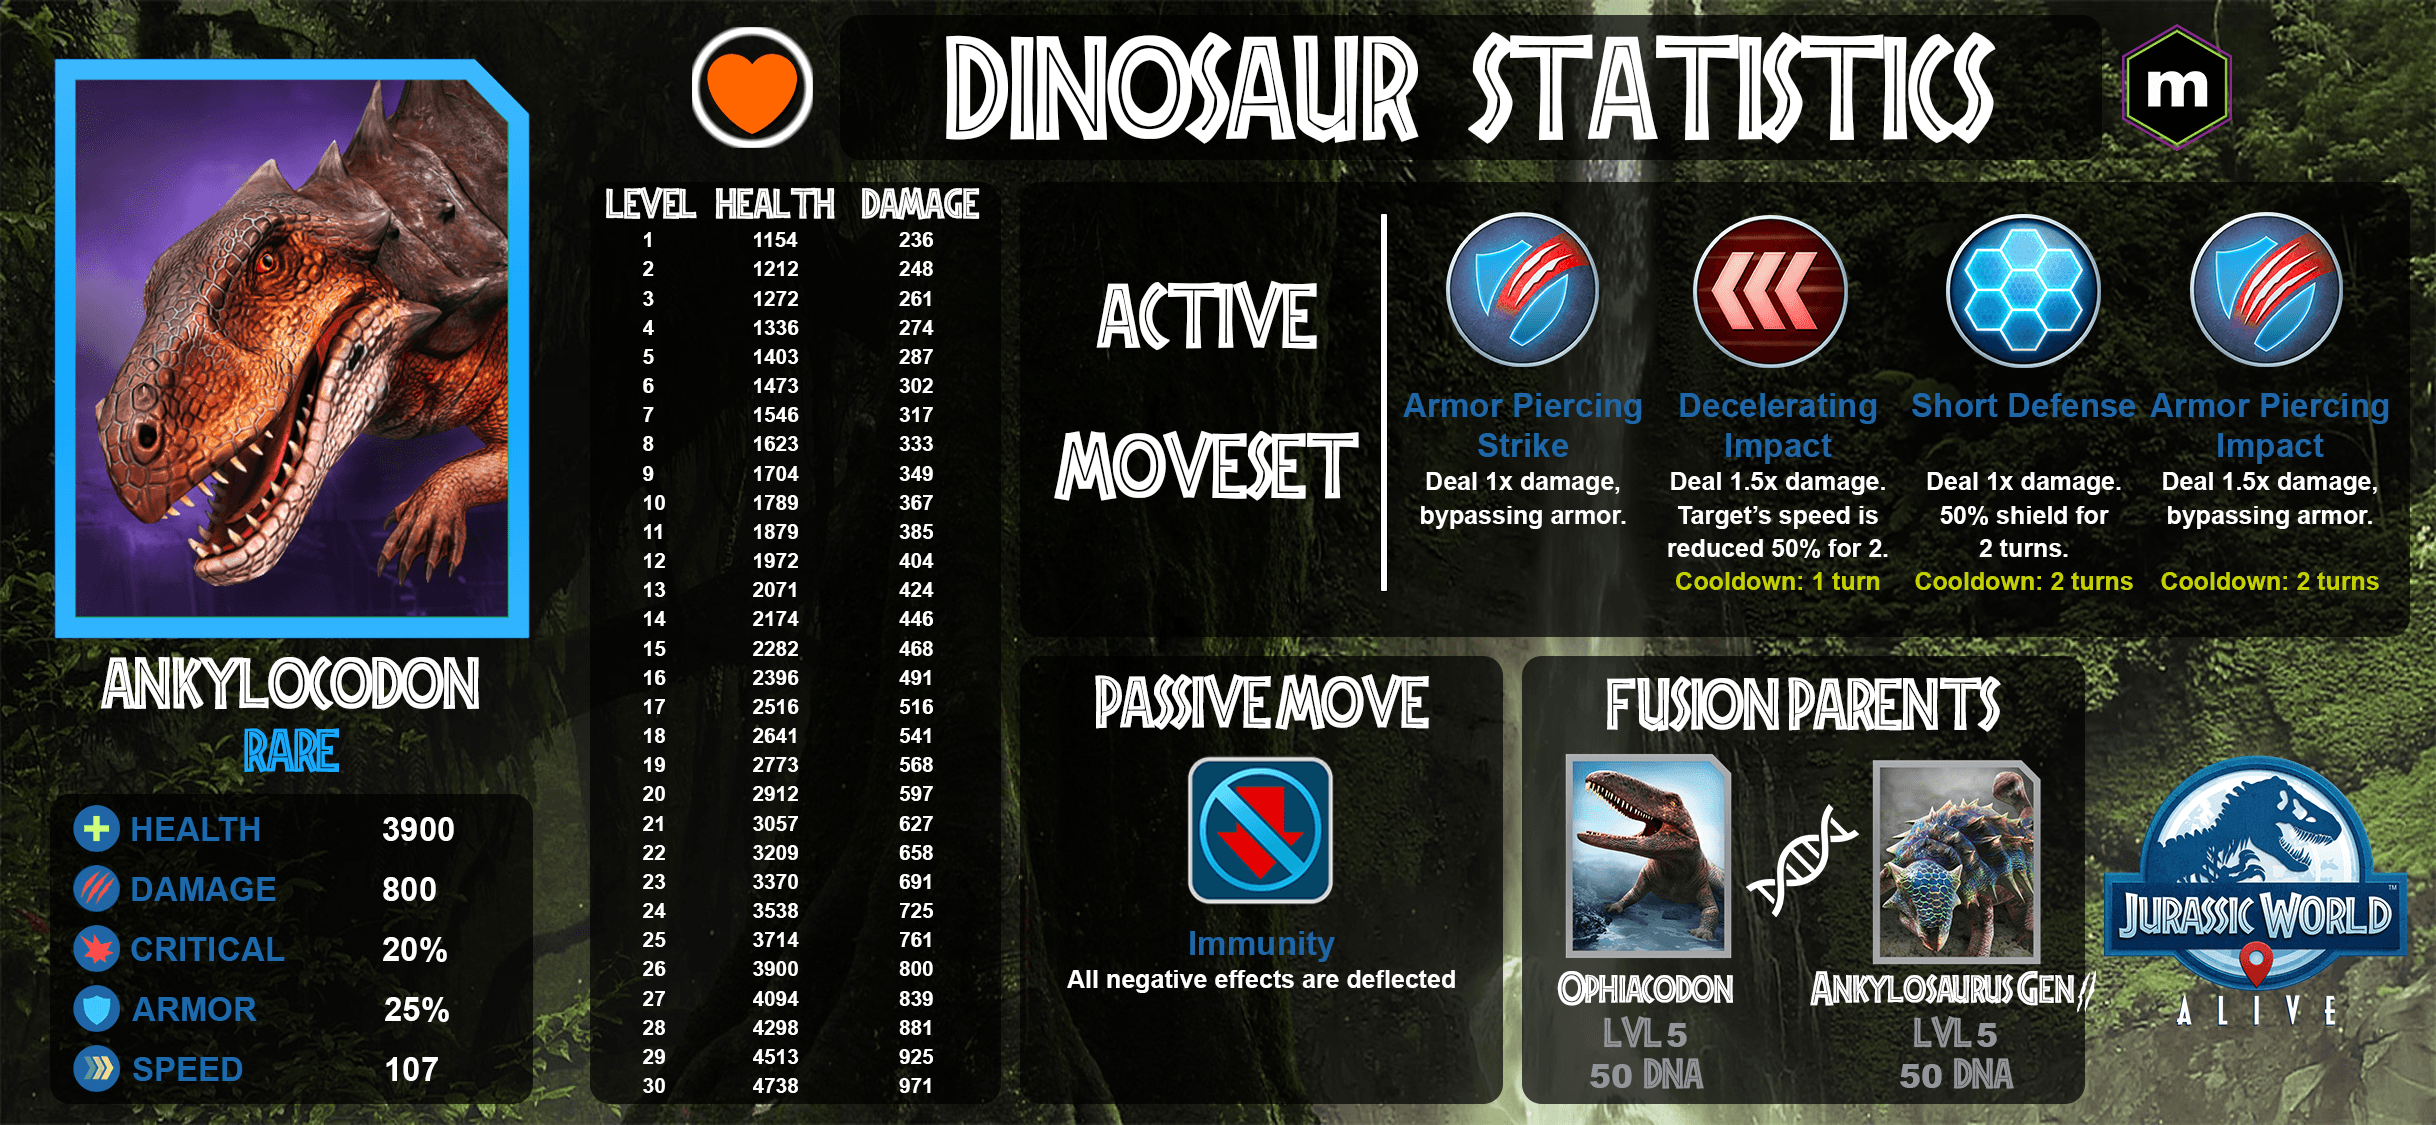 DINOSAUR STATISTICS
m
ANKYLOCODON
RARE
HEALTH 3900
DAMAGE 800
CRITICAL 20%
ARMOR 25%
SPEED 107
LEVEL HEALTH DAMAGE
1 1154 236
2 1212 248
3 1272 261
4 1336 274
5 1403 287
6 1473 302
7 1546 317
8 1623 333
9 1704 349
10 1789 367
11 1879 385
12 1972 404
13 2071 424
14 2174 446
15 2282 468
16 2396 491
17 2516 516
18 2641 541
19 2773 568
20 2912 597
21 3057 627
22 3209 658
23 3370 691
24 3538 725
25 3714 761
26 3900 800
27 4094 839
28 4298 881
29 4513 925
30 4738 971
ACTIVE
MOVESET
Armor Piercing
Strike
Deal 1x damage,
bypassing armor.
Decelerating
Impact
Deal 1.5x damage.
Target’s speed is
reduced 50% for 2.
Cooldown: 1 turn
Short Defense
Deal 1x damage.
50% shield for
2 turns.
Cooldown: 2 turns
Armor Piercing
Impact
Deal 1.5x damage,
bypassing armor.
Cooldown: 2 turns
PASSIVE MOVE
Immunity
All negative effects are deflected
FUSION PARENTS
OPHIACODON
LVL 5
50 DNA
ANKYLOSAURUS GEN II
LVL 5
50 DNA
JURASSIC WORLD™
ALIVE